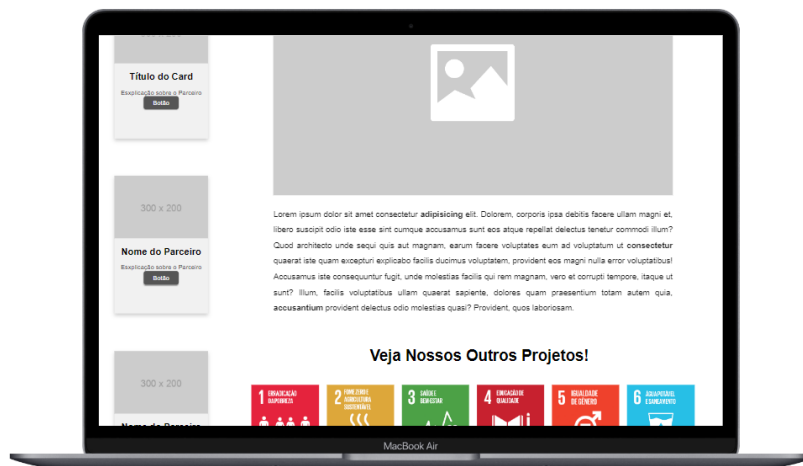 300 x 200
Título do Card
Esxplicação sobre o Parceiro
Botão
300 x 200
Nome do Parceiro
Esxplicação sobre o Parceiro
Botão
300 x 200
Nome do Parceiro
Lorem ipsum dolor sit amet consectetur adipisicing elit. Dolorem, corporis ipsa debitis facere ullam magni et,
libero suscipit odio iste esse sint cumque accusamus sunt eos atque repellat delectus tenetur commodi illum?
Quod architecto unde sequi quis aut magnam, earum facere voluptates eum ad voluptatum ut consectetur
quaerat iste quam excepturi explicabo facilis ducimus voluptatem, provident eos magni nulla error voluptatibus!
Accusamus iste consequuntur fugit, unde molestias facilis qui rem magnam, vero et corrupti tempore, itaque ut
sunt? Illum, facilis voluptatibus ullam quaerat sapiente, dolores quam praesentium totam autem quia,
accusantium provident delectus odio molestias quasi? Provident, quos laboriosam.
Veja Nossos Outros Projetos!
1 ERRADICAÇÃO
DA POBREZA
2 FOME ZERO E
AGRICULTURA
SUSTENTÁVEL
3 SAÚDE E
BEM-ESTAR
4 EDUCAÇÃO DE
QUALIDADE
5 IGUALDADE
DE GÊNERO
6 ÁGUA POTÁVEL
E SANEAMENTO
MacBook Air